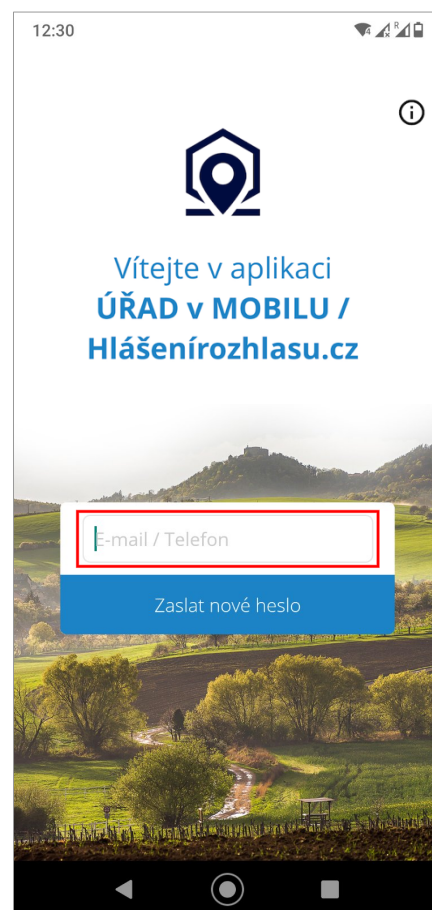 12:30
Vítejte v aplikaci
ÚŘAD v MOBILU /
Hlášenírozhlasu.cz
E-mail / Telefon
Zaslat nové heslo